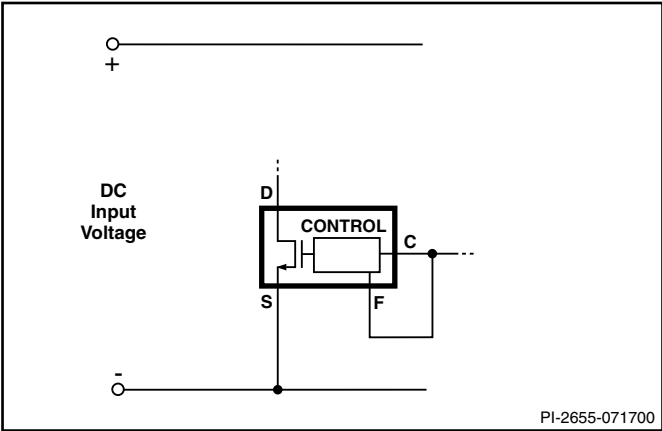 +
DC
Input
Voltage
D
CONTROL
C
S
F
-
PI-2655-071700